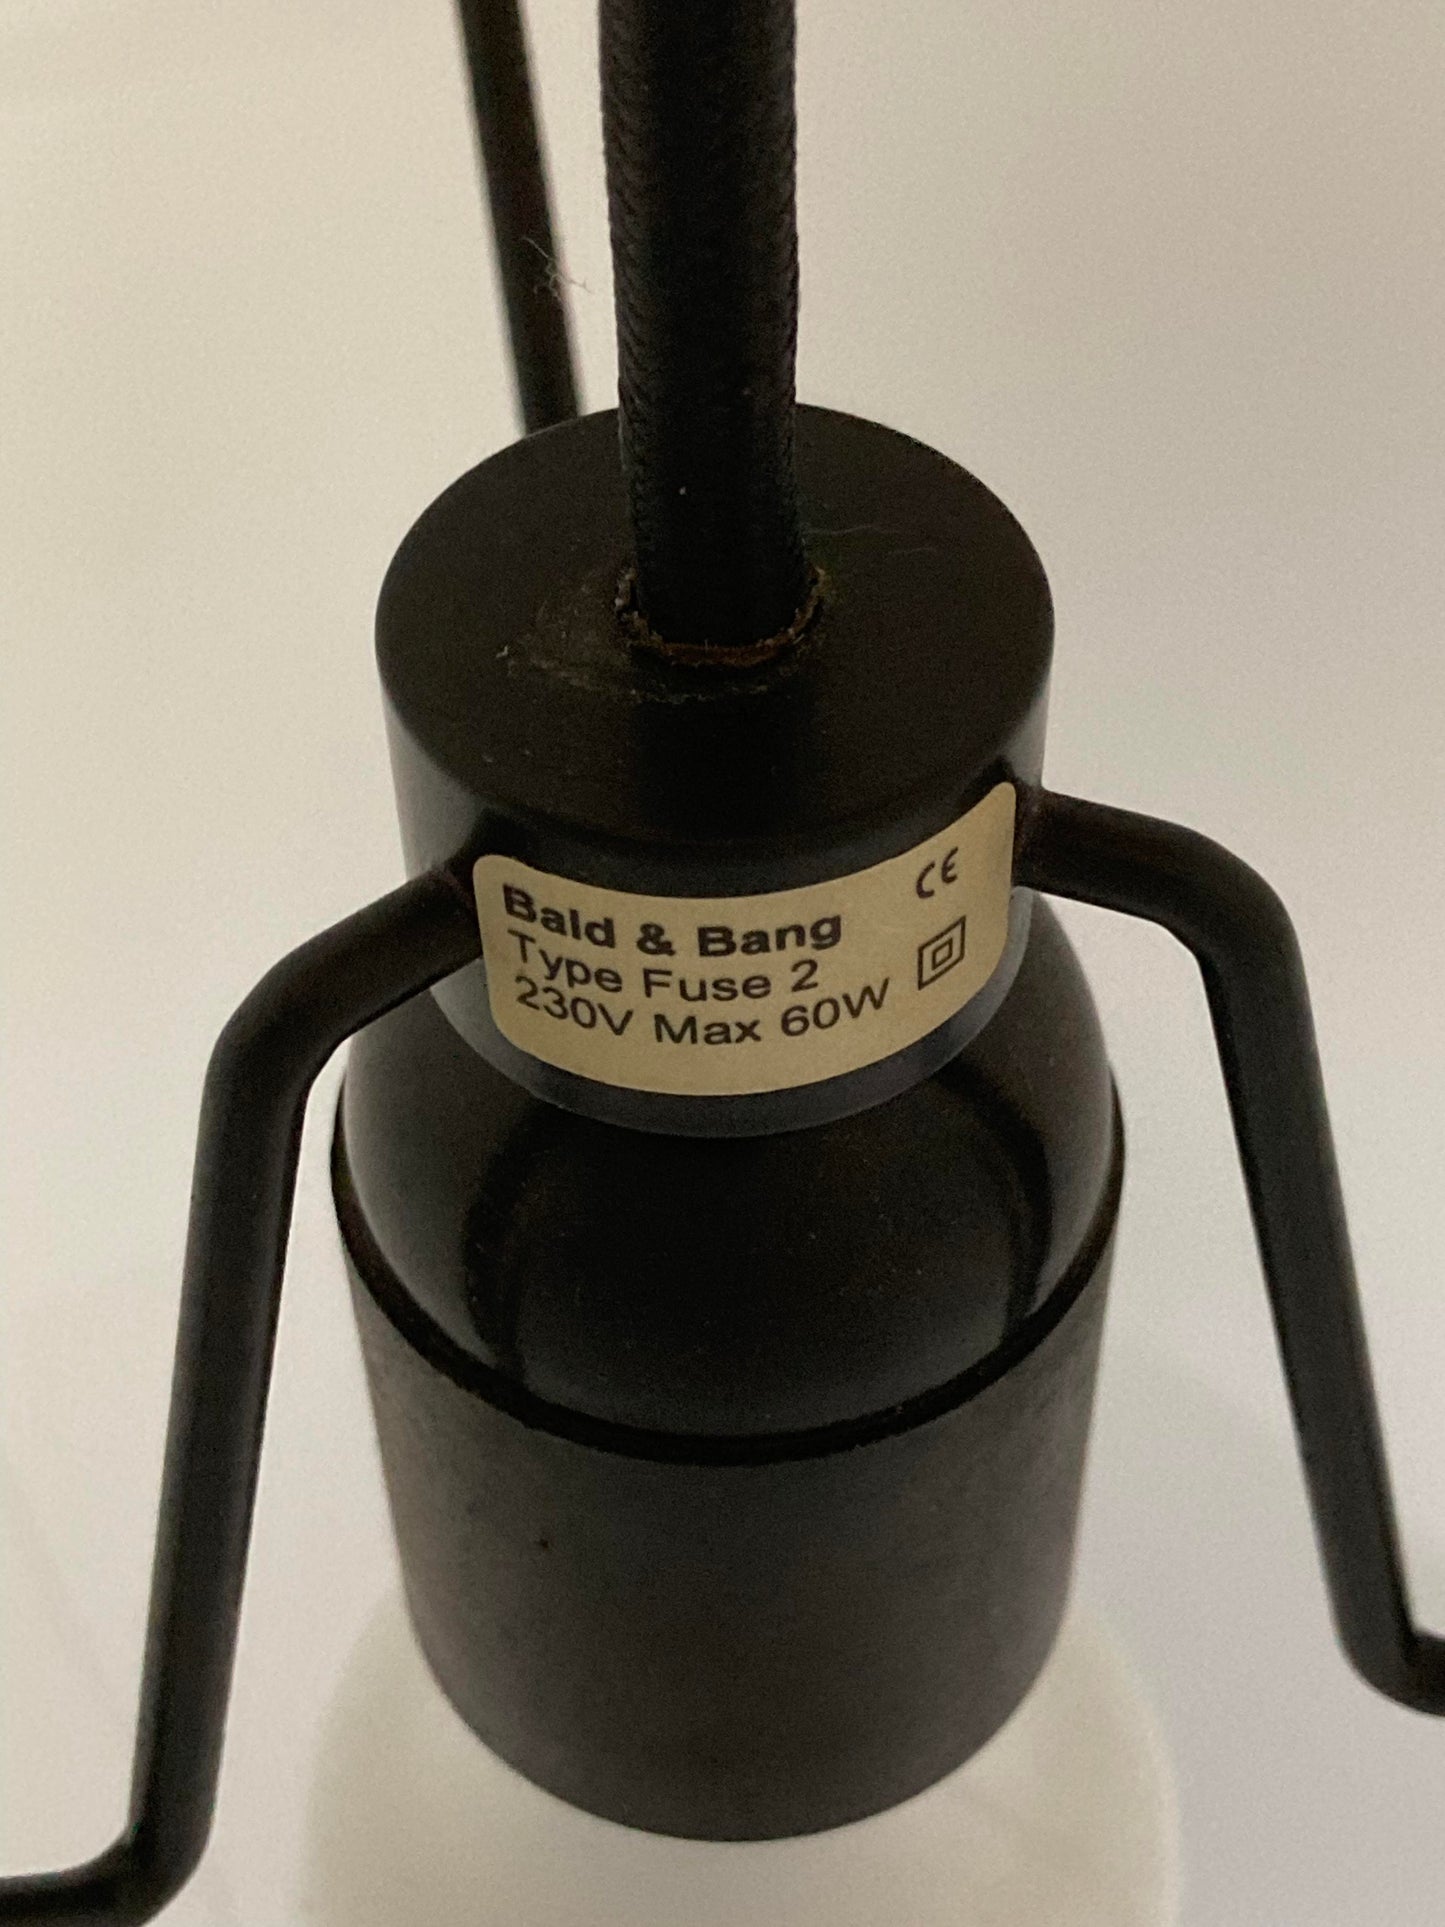 Bald & Bang CE
Type Fuse 2
230V Max 60W